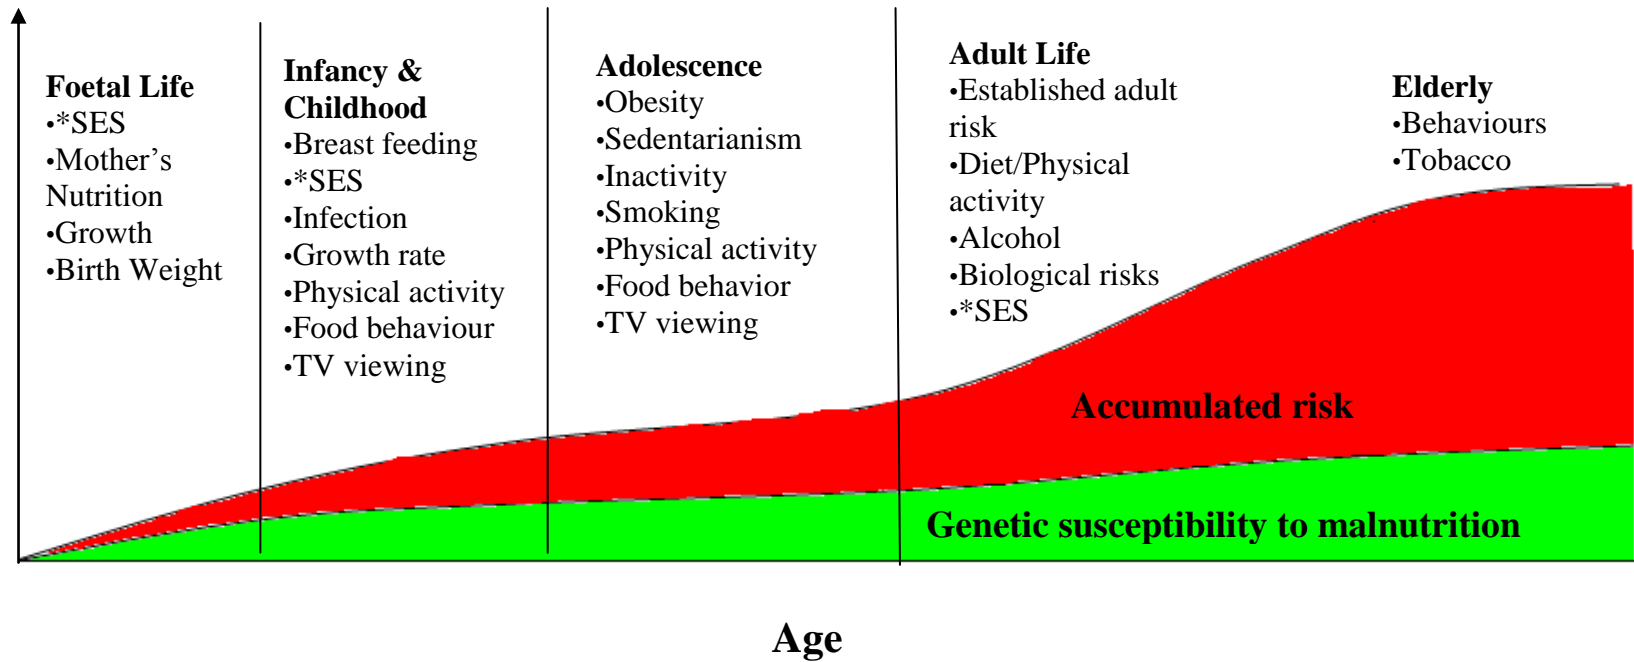 Foetal Life
•*SES
•Mother's
Nutrition
•Growth
•Birth Weight
Infancy &
Childhood
•Breast feeding
•*SES
•Infection
•Growth rate
•Physical activity
•Food behaviour
•TV viewing
Adolescence
•Obesity
•Sedentarianism
•Inactivity
•Smoking
•Physical activity
•Food behavior
•TV viewing
Adult Life
•Established adult
risk
•Diet/Physical
activity
•Alcohol
•Biological risks
•*SES
Elderly
•Behaviours
•Tobacco
Accumulated risk
Genetic susceptibility to malnutrition
Age